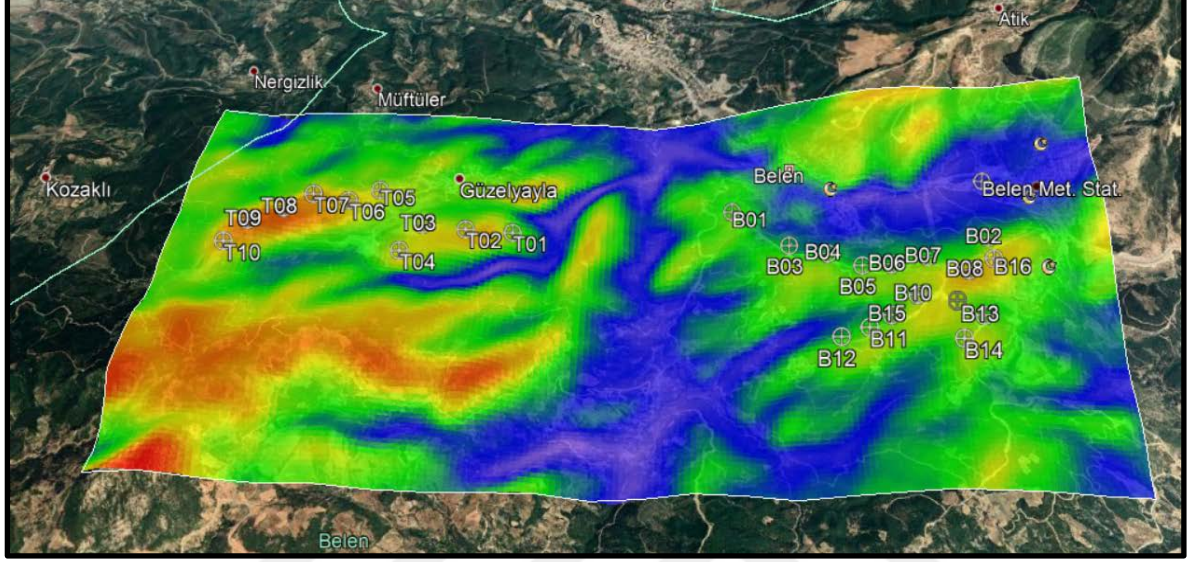 Atik
Nergizlik
Müftüler
Kozaklı
Güzelyayla
Belen
Belen Met. Stat.
T05
T07
T06
T08
T09
T10
T03
T02
T01
T04
B01
B02
B04
B03
B07
B06
B08
B16
B05
B10
B13
B15
B11
B12
B14
Belen